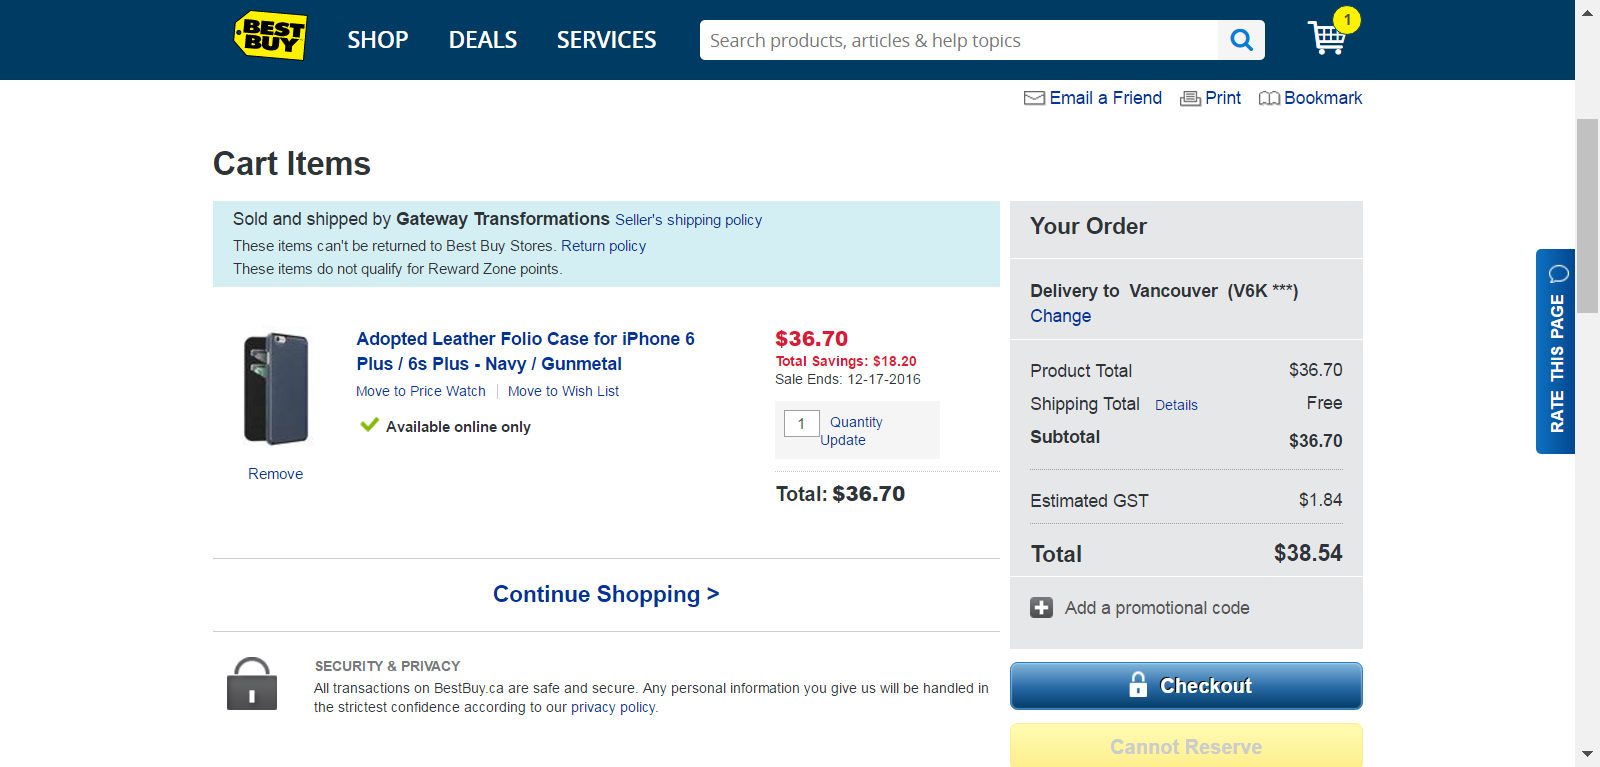 BEST BUY
SHOP
DEALS
SERVICES
Search products, articles & help topics
1
Email a Friend
Print
Bookmark
Cart Items
Sold and shipped by Gateway Transformations Seller's shipping policy
These items can't be returned to Best Buy Stores. Return policy
These items do not qualify for Reward Zone points.
Adopted Leather Folio Case for iPhone 6
Plus / 6s Plus - Navy / Gunmetal
Move to Price Watch
Move to Wish List
Available online only
Remove
$36.70
Total Savings: $18.20
Sale Ends: 12-17-2016
1 Quantity
Update
Total: $36.70
Continue Shopping >
SECURITY & PRIVACY
All transactions on BestBuy.ca are safe and secure. Any personal information you give us will be handled in
the strictest confidence according to our privacy policy.
Your Order
Delivery to Vancouver (V6K ***)
Change
Product Total $36.70
Shipping Total Details Free
Subtotal $36.70
Estimated GST $1.84
Total $38.54
Add a promotional code
Checkout
Cannot Reserve
RATE THIS PAGE